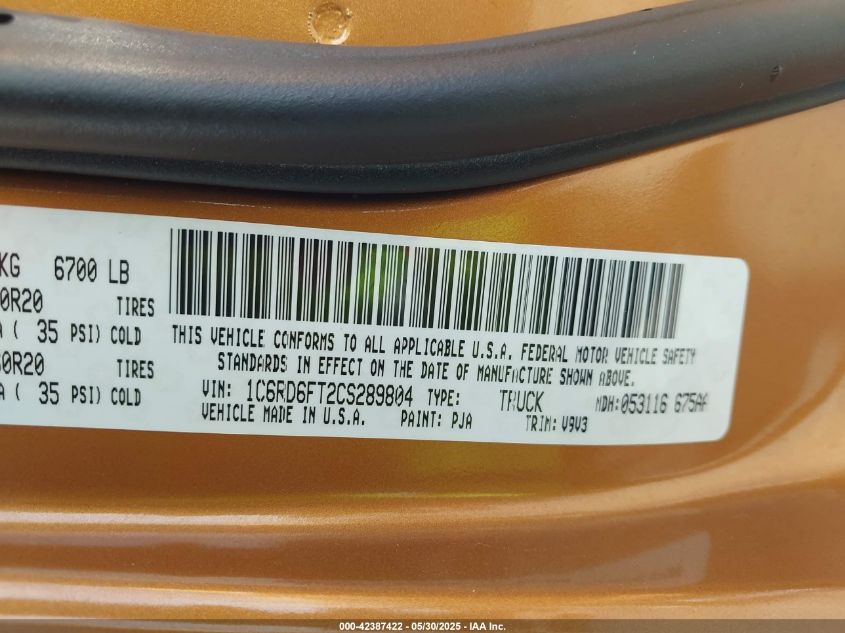 KG 6700 LB
0R20 TIRES
A ( 35 PSI) COLD
0R20 TIRES
A ( 35 PSI) COLD
THIS VEHICLE CONFORMS TO ALL APPLICABLE U.S.A. FEDERAL MOTOR VEHICLE SAFETY
STANDARDS IN EFFECT ON THE DATE OF MANUFACTURE SHOWN ABOVE.
VIN: 1C6RD6FT2CS289804 TYPE: TRUCK MDH:053116 675AA
VEHICLE MADE IN U.S.A. PAINT: PJA TRIM: V9V3
000-42387422 - 05/30/2025 - IAA Inc.